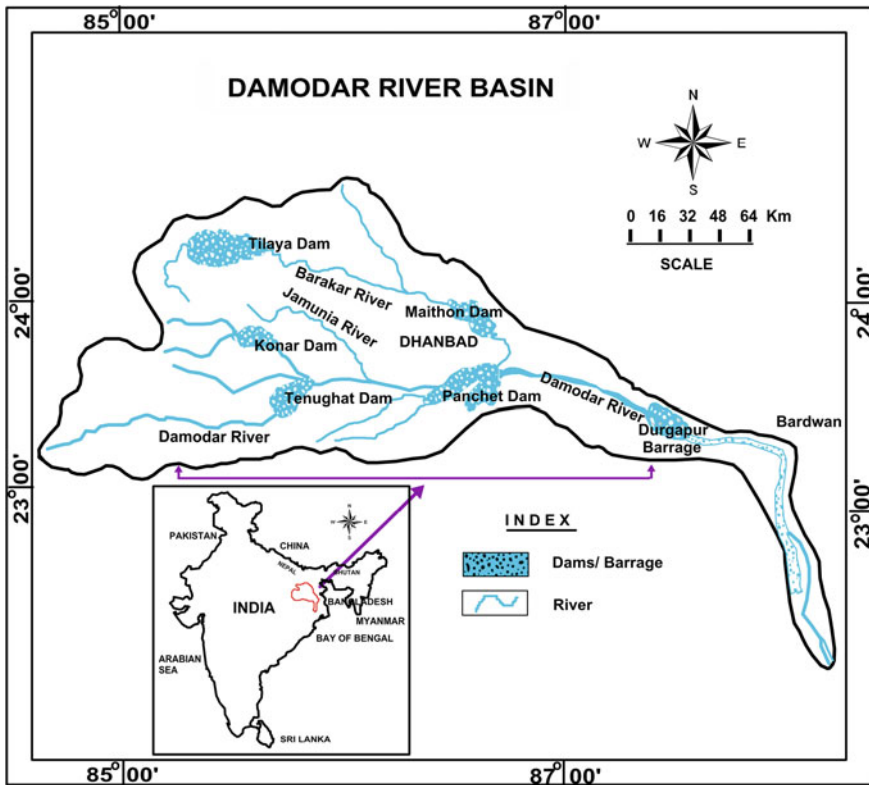 85°00'
87°00'
DAMODAR RIVER BASIN
N
W
E
S
0 16 32 48 64 Km
SCALE
24°00'
24°00'
Tilaya Dam
Barakar River
Jamunia River
Maithon Dam
Konar Dam
DHANBAD
Tenughat Dam
Panchet Dam
Damodar River
Damodar River
Durgapur
Barrage
Bardwan
23°00'
23°00'
INDEX
Dams/ Barrage
River
N
W
E
S
PAKISTAN
CHINA
NEPAL
BHUTAN
INDIA
BANGLADESH
MYANMAR
BAY OF BENGAL
ARABIAN
SEA
SRI LANKA
85°00'
87°00'